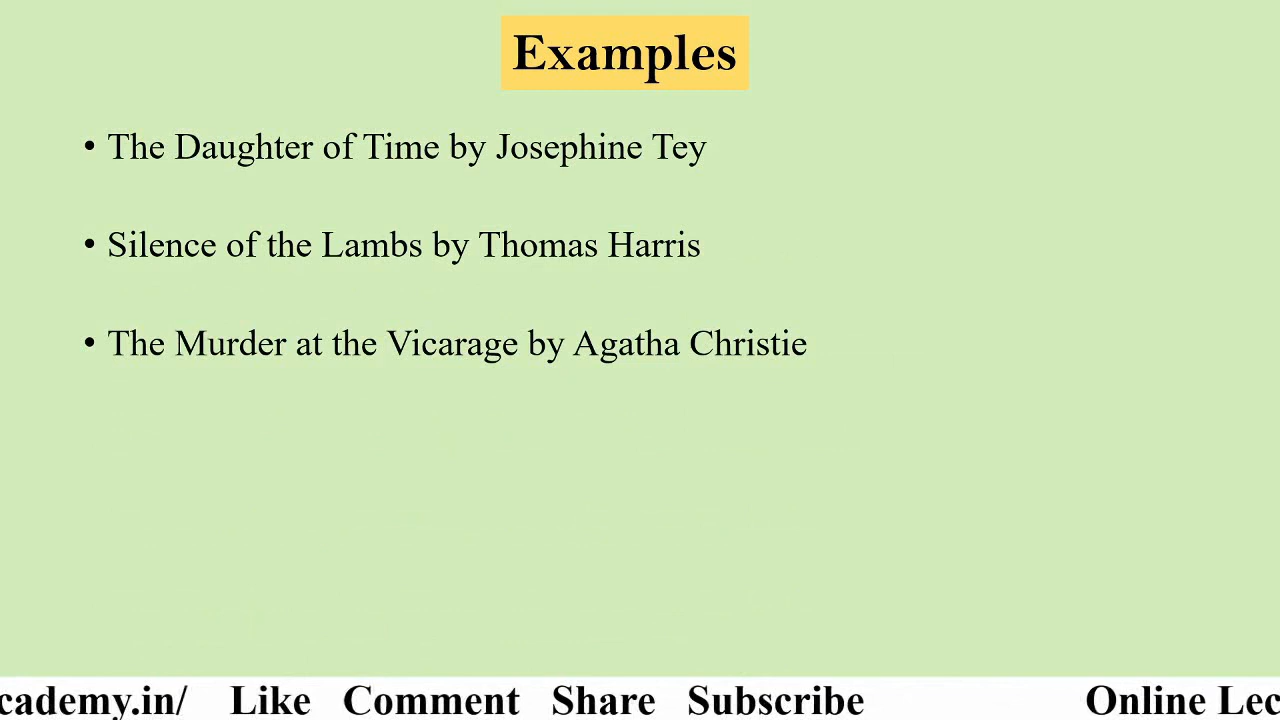 Examples
• The Daughter of Time by Josephine Tey
• Silence of the Lambs by Thomas Harris
• The Murder at the Vicarage by Agatha Christie
cademy.in/ Like Comment Share Subscribe Online Lec